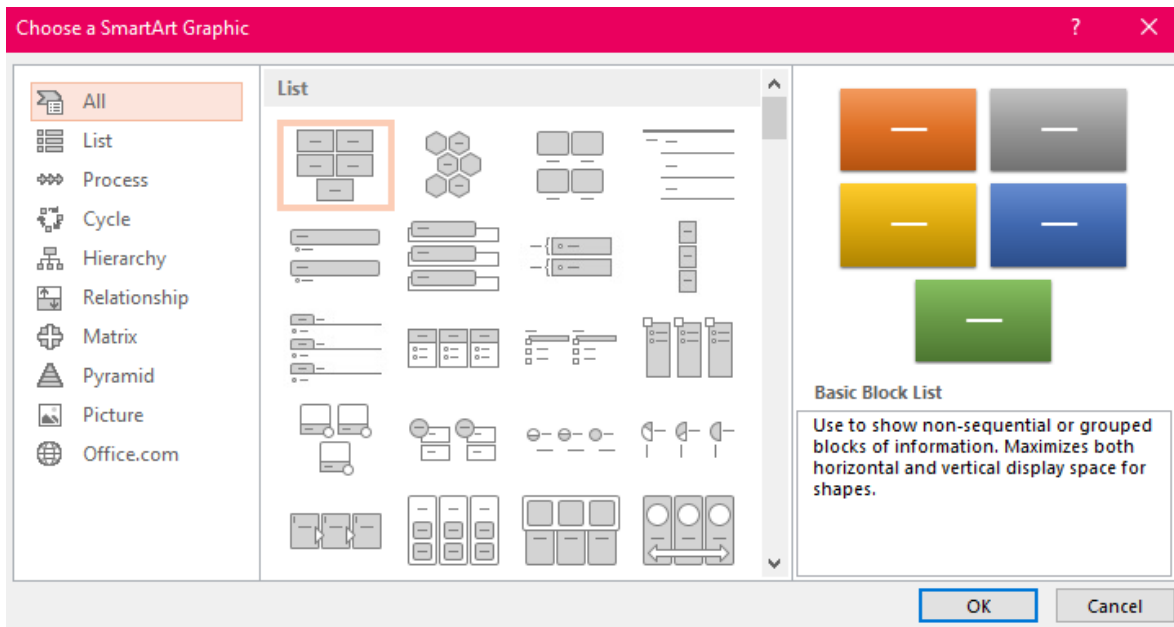 Choose a SmartArt Graphic
All
List
Process
Cycle
Hierarchy
Relationship
Matrix
Pyramid
Picture
Office.com
List
Basic Block List
Use to show non-sequential or grouped
blocks of information. Maximizes both
horizontal and vertical display space for
shapes.
OK
Cancel